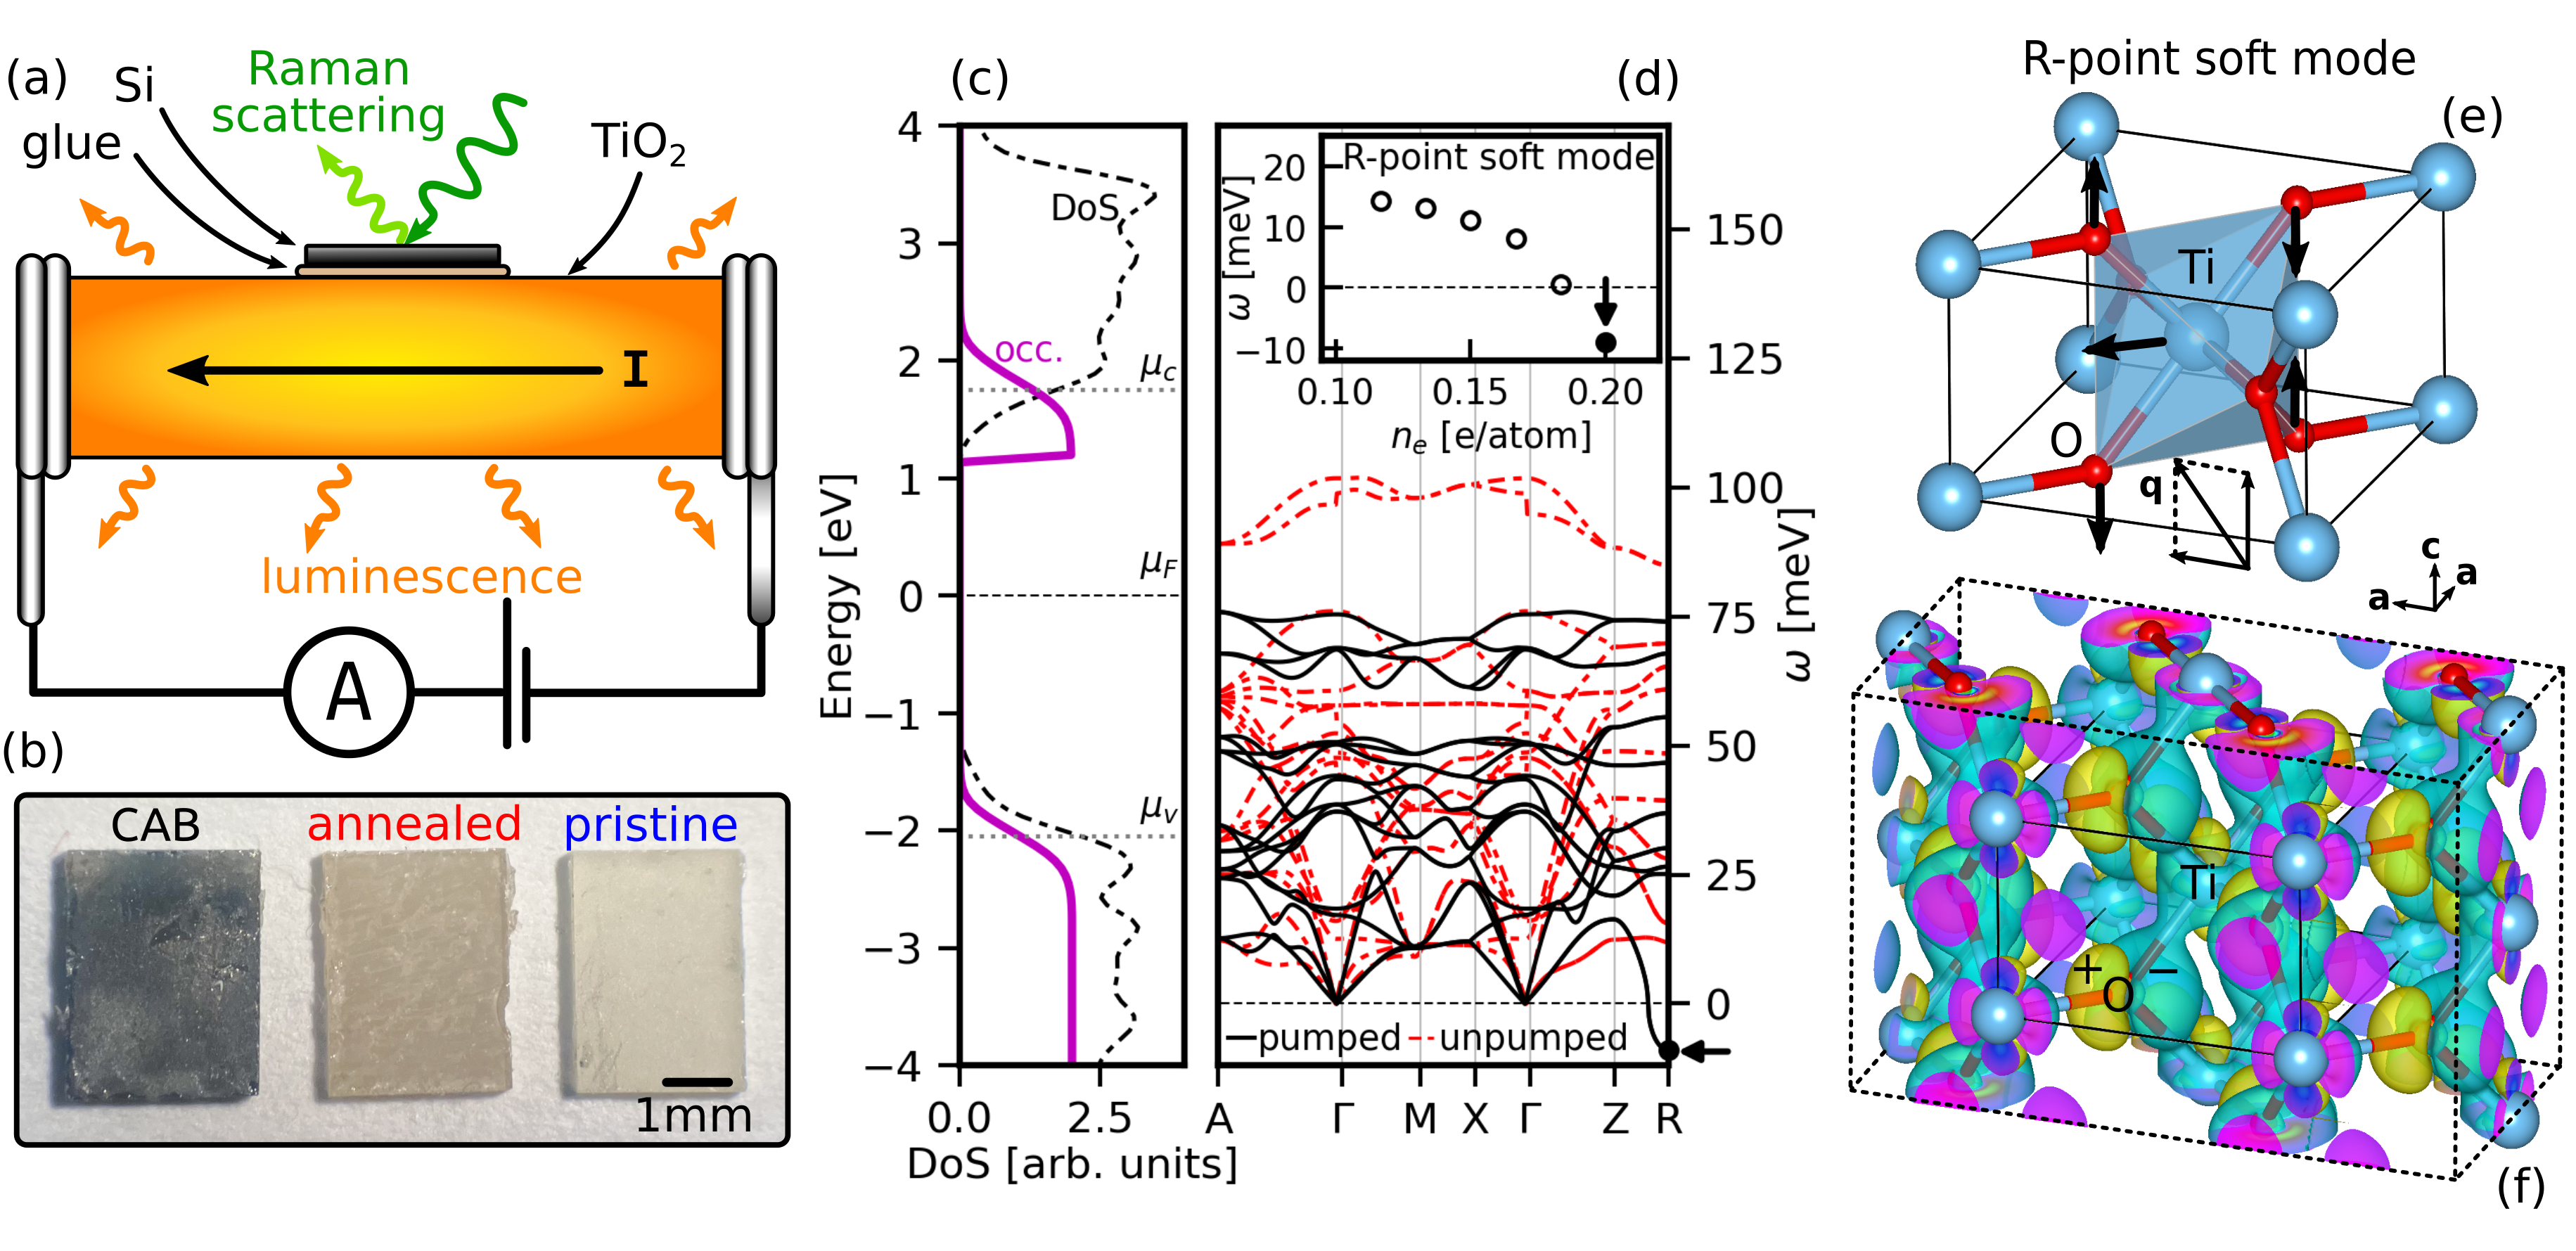 (a)
Si
glue
Raman
scattering
TiO₂
I
luminescence
A
(b)
CAB
annealed
pristine
1mm
(c)
4
3
2
1
0
−1
−2
−3
−4
Energy [eV]
DoS
occ.
μc
μF
μv
0.0
2.5
DoS [arb. units]
(d)
R-point soft mode
20
10
0
−10
ω [meV]
0.10
0.15
0.20
nₑ [e/atom]
150
125
100
75
50
25
0
ω [meV]
pumped
unpumped
A
Γ
M
X
Γ
Z
R
R-point soft mode
(e)
Ti
O
q
c
a
a
Ti
+
−
O
(f)